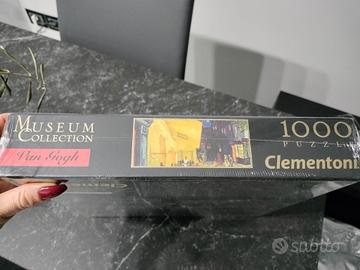 MUSEUM
COLLECTION
Van Gogh
1000
PUZZLE
Clementoni
subito